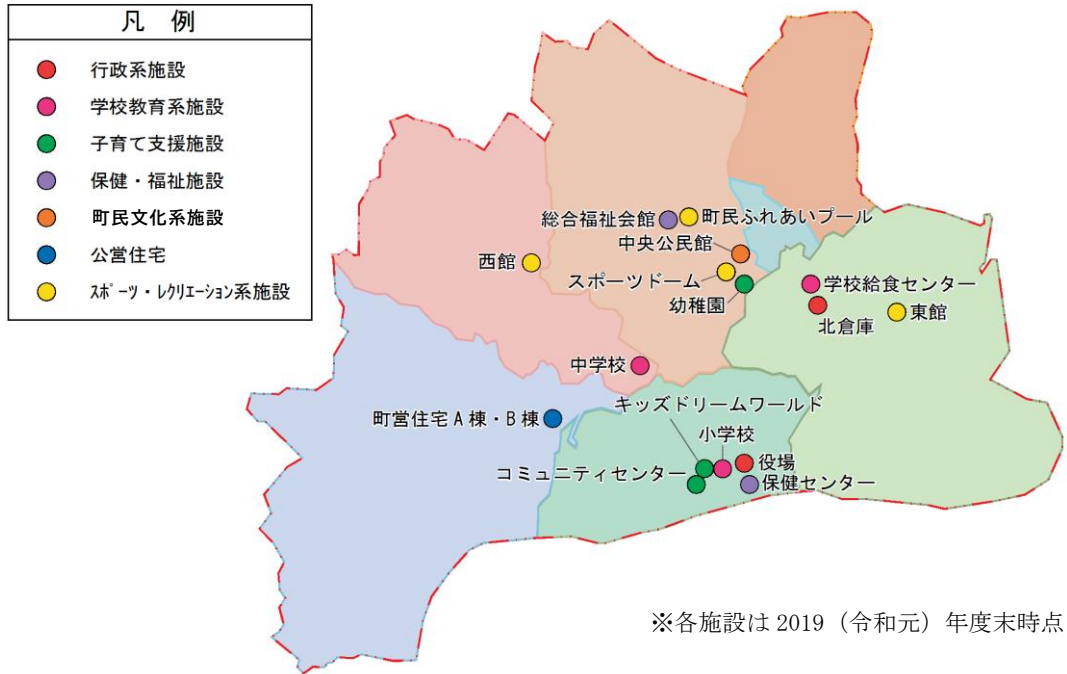 凡 例
行政系施設
学校教育系施設
子育て支援施設
保健・福祉施設
町民文化系施設
公営住宅
ｽﾎﾟｰﾂ・ﾚｸﾘｴｰｼｮﾝ系施設
総合福祉会館
町民ふれあいプール
中央公民館
西館
スポーツドーム
幼稚園
学校給食センター
北倉庫
東館
中学校
キッズドリームワールド
町営住宅A棟・B棟
小学校
コミュニティセンター
役場
保健センター
※各施設は 2019（令和元）年度末時点